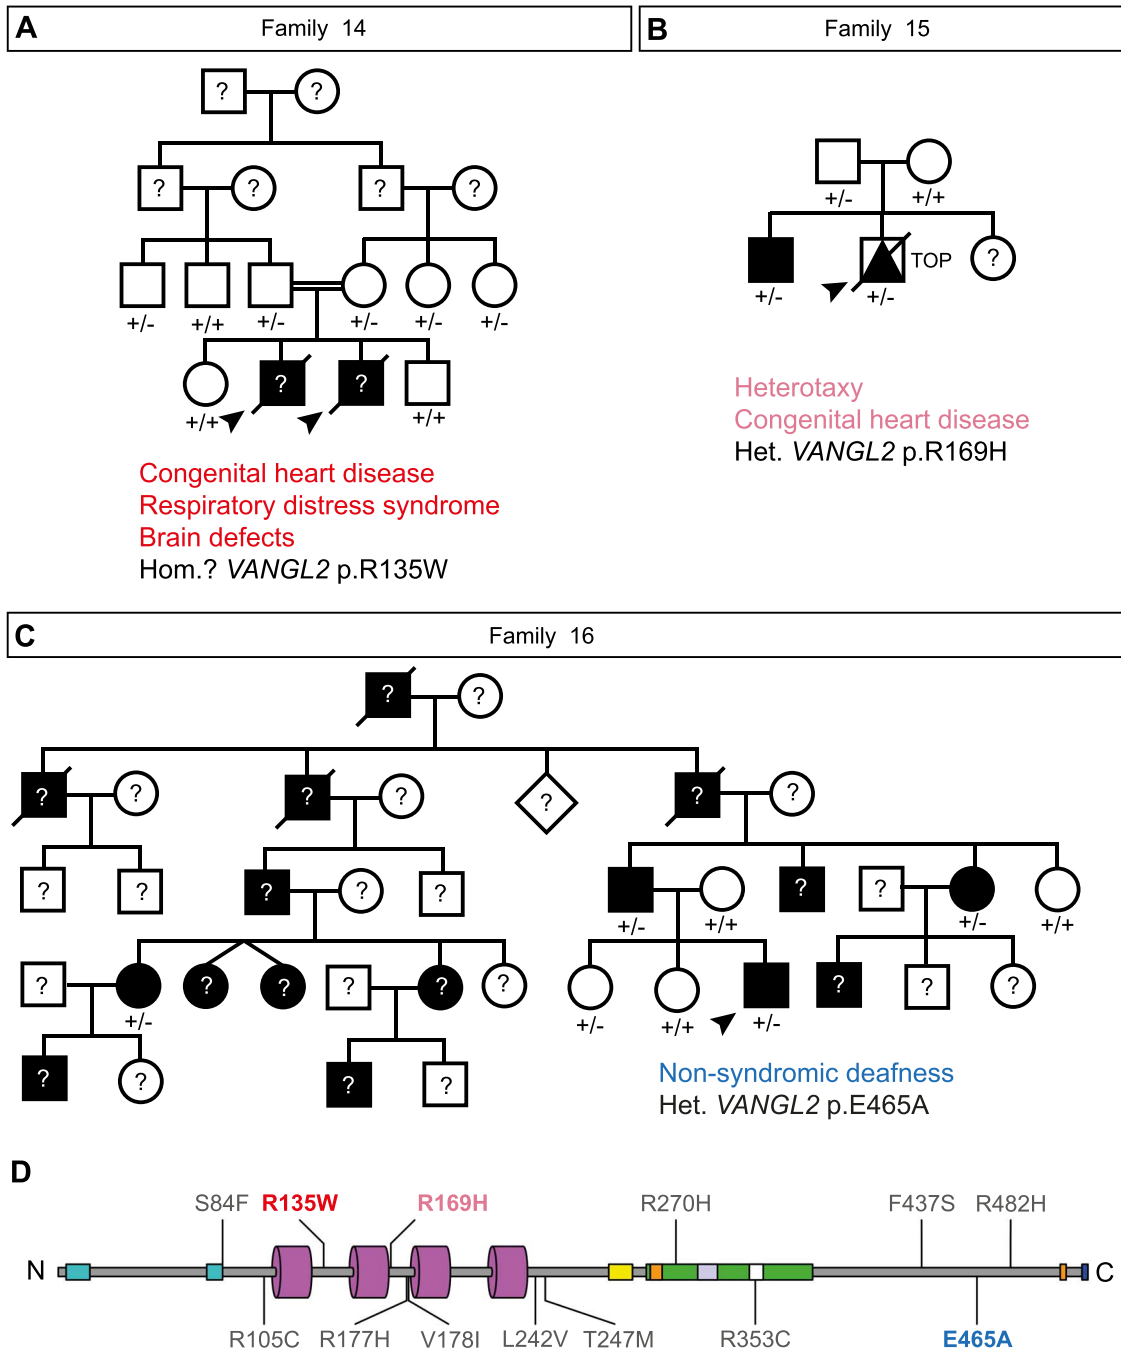 A Family 14
? ?
? ? ? ?
+/- +/+ +/- +/- +/- +/-
? ?
+/+ +/+
Congenital heart disease
Respiratory distress syndrome
Brain defects
Hom.? VANGL2 p.R135W
B Family 15
+/- +/+
TOP ?
+/- +/-
Heterotaxy
Congenital heart disease
Het. VANGL2 p.R169H
C Family 16
? ?
? ? ? ? ? ? ?
? ? ? ? ? ? ?
+/- +/+ +/- +/+
? ? ? ? ? ? ? ? ?
+/- +/- +/+ +/-
? ? ? ?
Non-syndromic deafness
Het. VANGL2 p.E465A
D
S84F R135W R169H R270H F437S R482H
N C
R105C R177H V178I L242V T247M R353C E465A